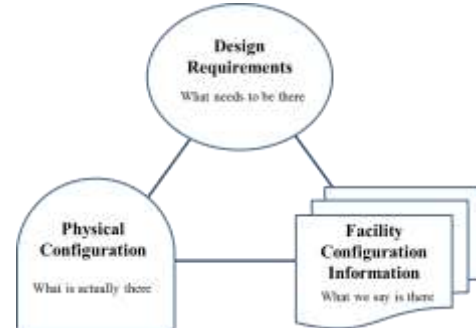 Design
Requirements
What needs to be there
Physical
Configuration
What is actually there
Facility
Configuration
Information
What we say is there